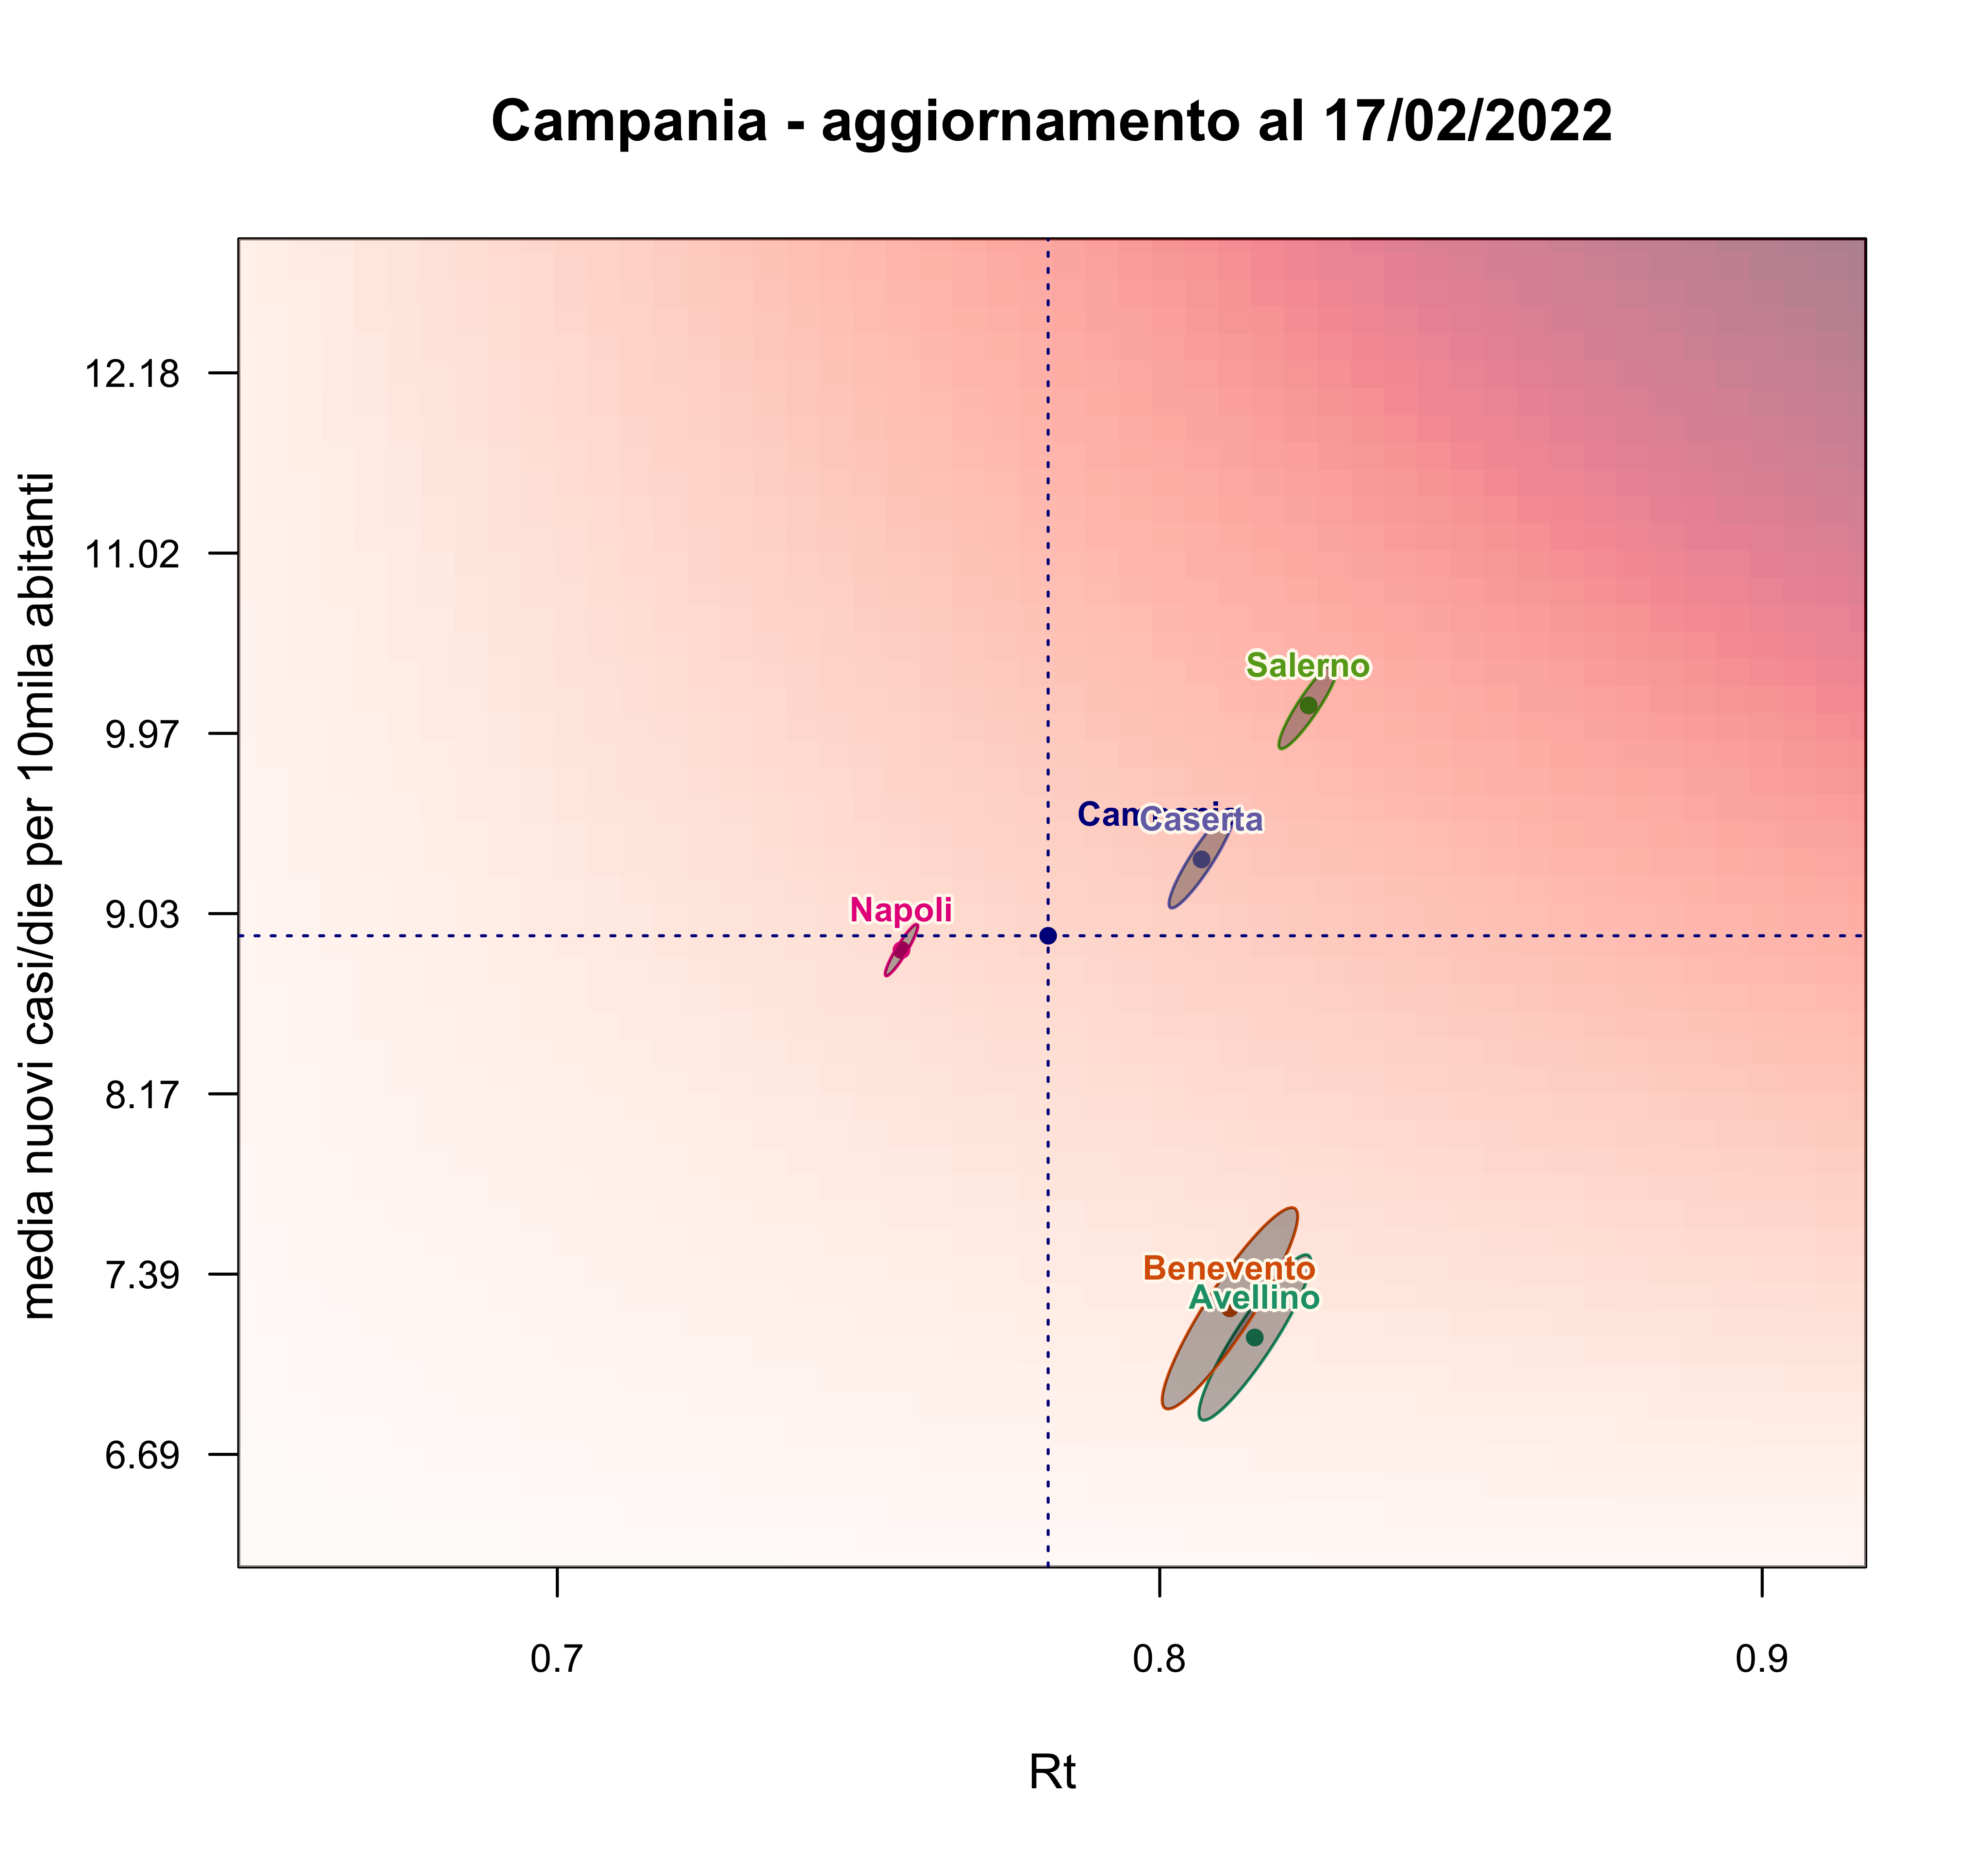 Campania - aggiornamento al 17/02/2022
media nuovi casi/die per 10mila abitanti
12.18
11.02
9.97
9.03
8.17
7.39
6.69
Salerno
Caserta
Napoli
Benevento
Avellino
0.7 0.8 0.9
Rt